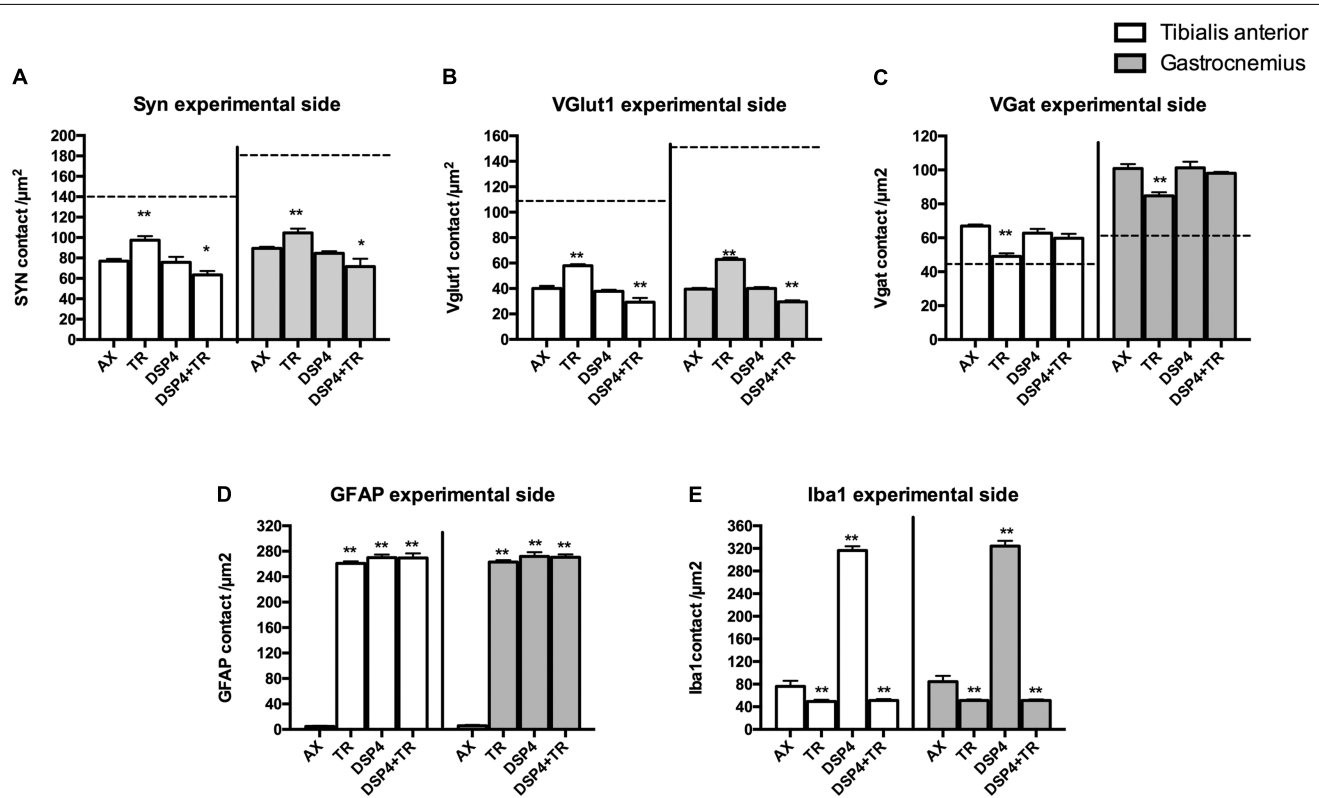 Tibialis anterior
Gastrocnemius
A
Syn experimental side
SYN contact /µm²
200
180
160
140
120
100
80
60
40
20
0
**
*
**
*
AX TR DSP4 DSP4+TR AX TR DSP4 DSP4+TR
B
VGlut1 experimental side
Vglut1 contact /µm²
160
140
120
100
80
60
40
20
0
**
**
**
**
AX TR DSP4 DSP4+TR AX TR DSP4 DSP4+TR
C
VGat experimental side
Vgat contact /µm2
120
100
80
60
40
20
0
**
**
AX TR DSP4 DSP4+TR AX TR DSP4 DSP4+TR
D
GFAP experimental side
GFAP contact /µm2
320
280
240
200
160
120
80
40
0
** ** ** ** ** **
AX TR DSP4 DSP4+TR AX TR DSP4 DSP4+TR
E
Iba1 experimental side
Iba1contact /µm2
360
320
280
240
200
160
120
80
40
0
** ** ** ** ** **
AX TR DSP4 DSP4+TR AX TR DSP4 DSP4+TR